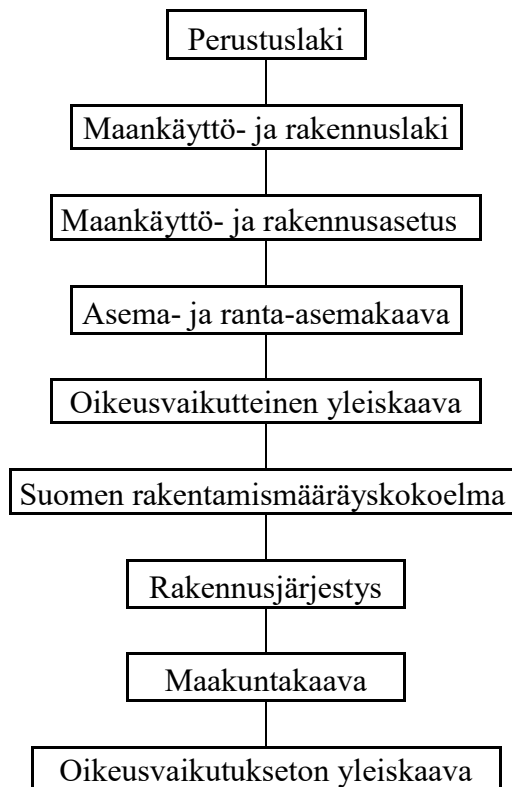 Perustuslaki
Maankäyttö- ja rakennuslaki
Maankäyttö- ja rakennusasetus
Asema- ja ranta-asemakaava
Oikeusvaikutteinen yleiskaava
Suomen rakentamismääräyskokoelma
Rakennusjärjestys
Maakuntakaava
Oikeusvaikutukseton yleiskaava